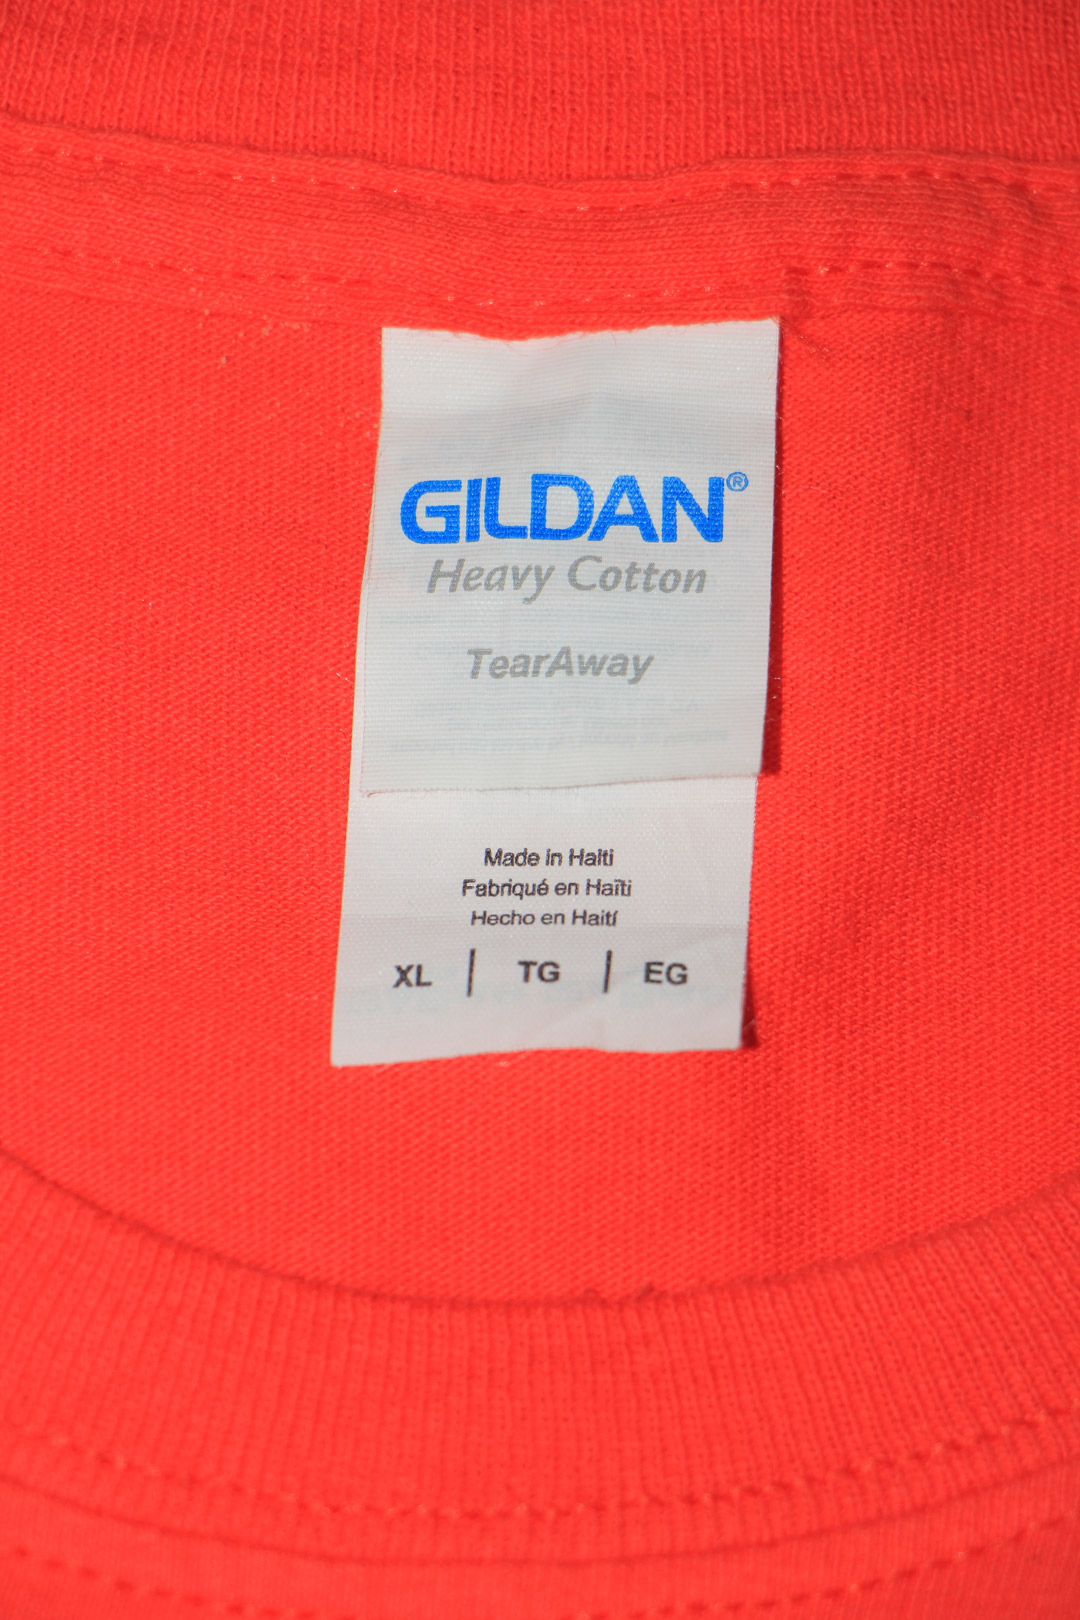 GILDAN®
Heavy Cotton
TearAway
Made in Haiti
Fabriqué en Haïti
Hecho en Haití
XL | TG | EG